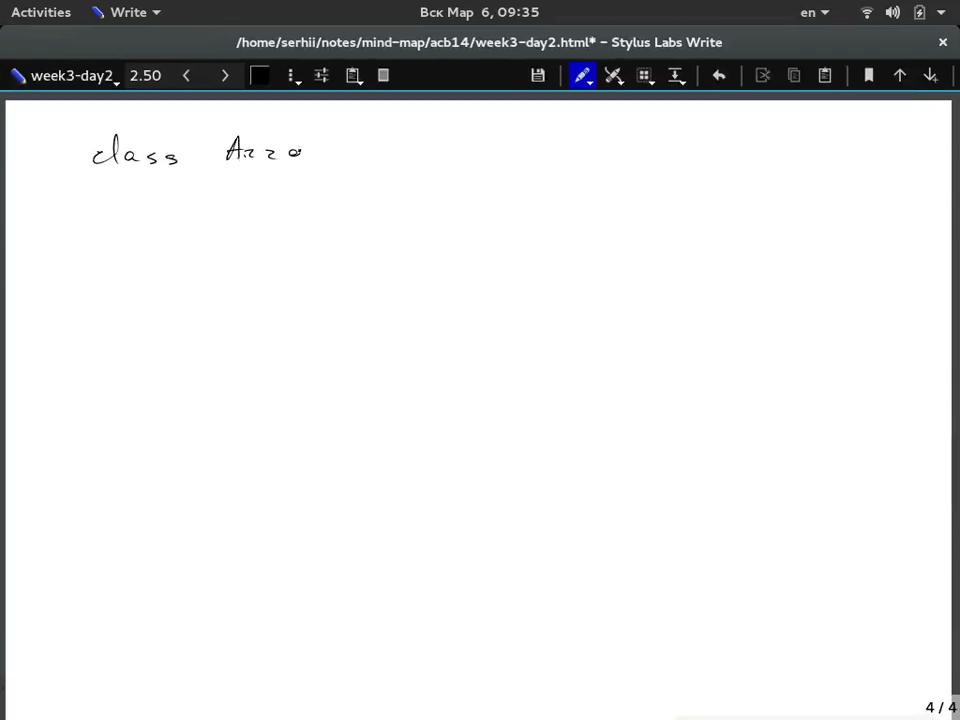 Activities Write Вск Мар 6, 09:35 en
/home/serhii/notes/mind-map/acb14/week3-day2.html* – Stylus Labs Write
week3-day2 2.50
class Arra
4 / 4